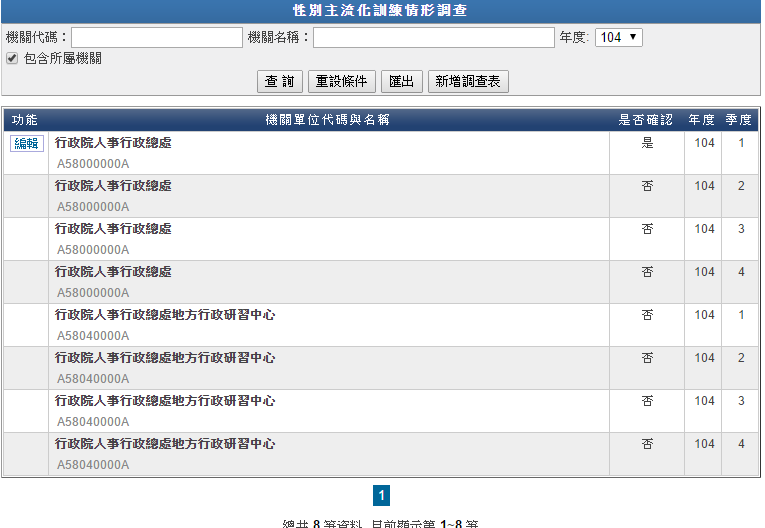 性別主流化訓練情形調查
機關代碼： 機關名稱： 年度: 104
包含所屬機關
查 詢 重設條件 匯出 新增調查表
功能 機關單位代碼與名稱 是否確認 年度 季度
編輯 行政院人事行政總處 是 104 1
A58000000A
行政院人事行政總處 否 104 2
A58000000A
行政院人事行政總處 否 104 3
A58000000A
行政院人事行政總處 否 104 4
A58000000A
行政院人事行政總處地方行政研習中心 否 104 1
A58040000A
行政院人事行政總處地方行政研習中心 否 104 2
A58040000A
行政院人事行政總處地方行政研習中心 否 104 3
A58040000A
行政院人事行政總處地方行政研習中心 否 104 4
A58040000A
1
總共 8 筆資料, 目前顯示第 1~8 筆